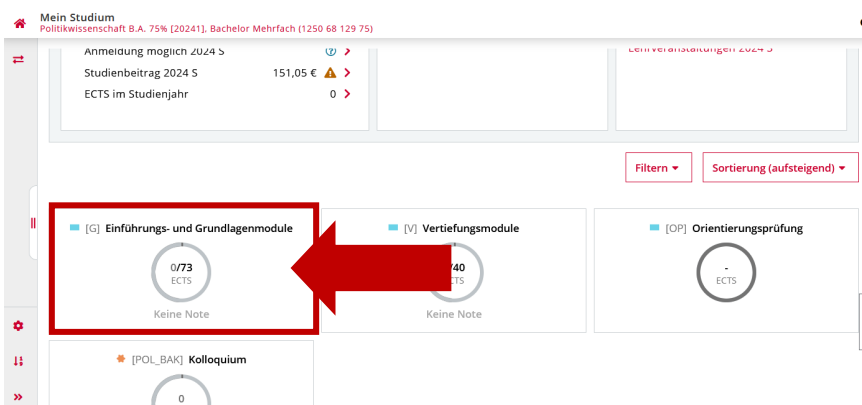 Mein Studium
Politikwissenschaft B.A. 75% [20241], Bachelor Mehrfach (1250 68 129 75)
Anmeldung möglich 2024 S
Lehrveranstaltungen 2024 S
Studienbeitrag 2024 S 151,05 €
ECTS im Studienjahr 0
Filtern
Sortierung (aufsteigend)
[G] Einführungs- und Grundlagenmodule
0/73
ECTS
Keine Note
[V] Vertiefungsmodule
/40
Keine Note
[OP] Orientierungsprüfung
-
ECTS
[POL_BAK] Kolloquium
0